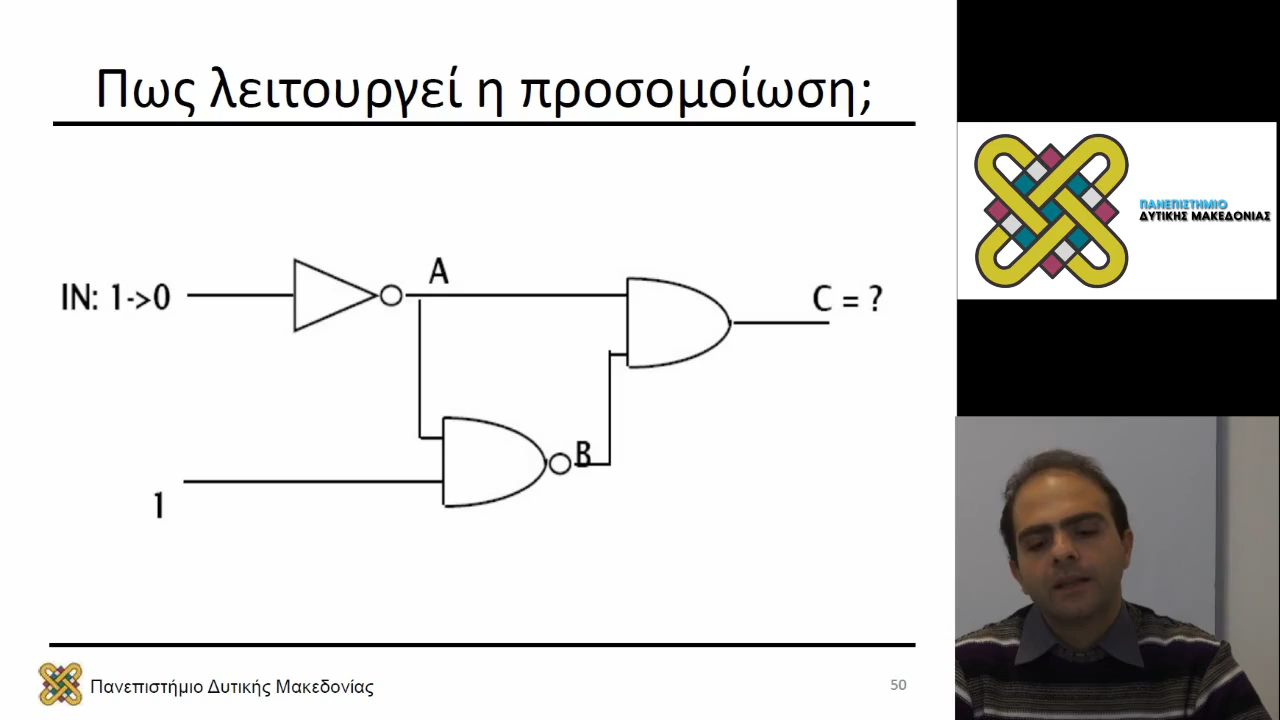 Πως λειτουργεί η προσομοίωση;
ΠΑΝΕΠΙΣΤΗΜΙΟ
ΔΥΤΙΚΗΣ ΜΑΚΕΔΟΝΙΑΣ
A
IN: 1->0
C = ?
B
1
Πανεπιστήμιο Δυτικής Μακεδονίας
50